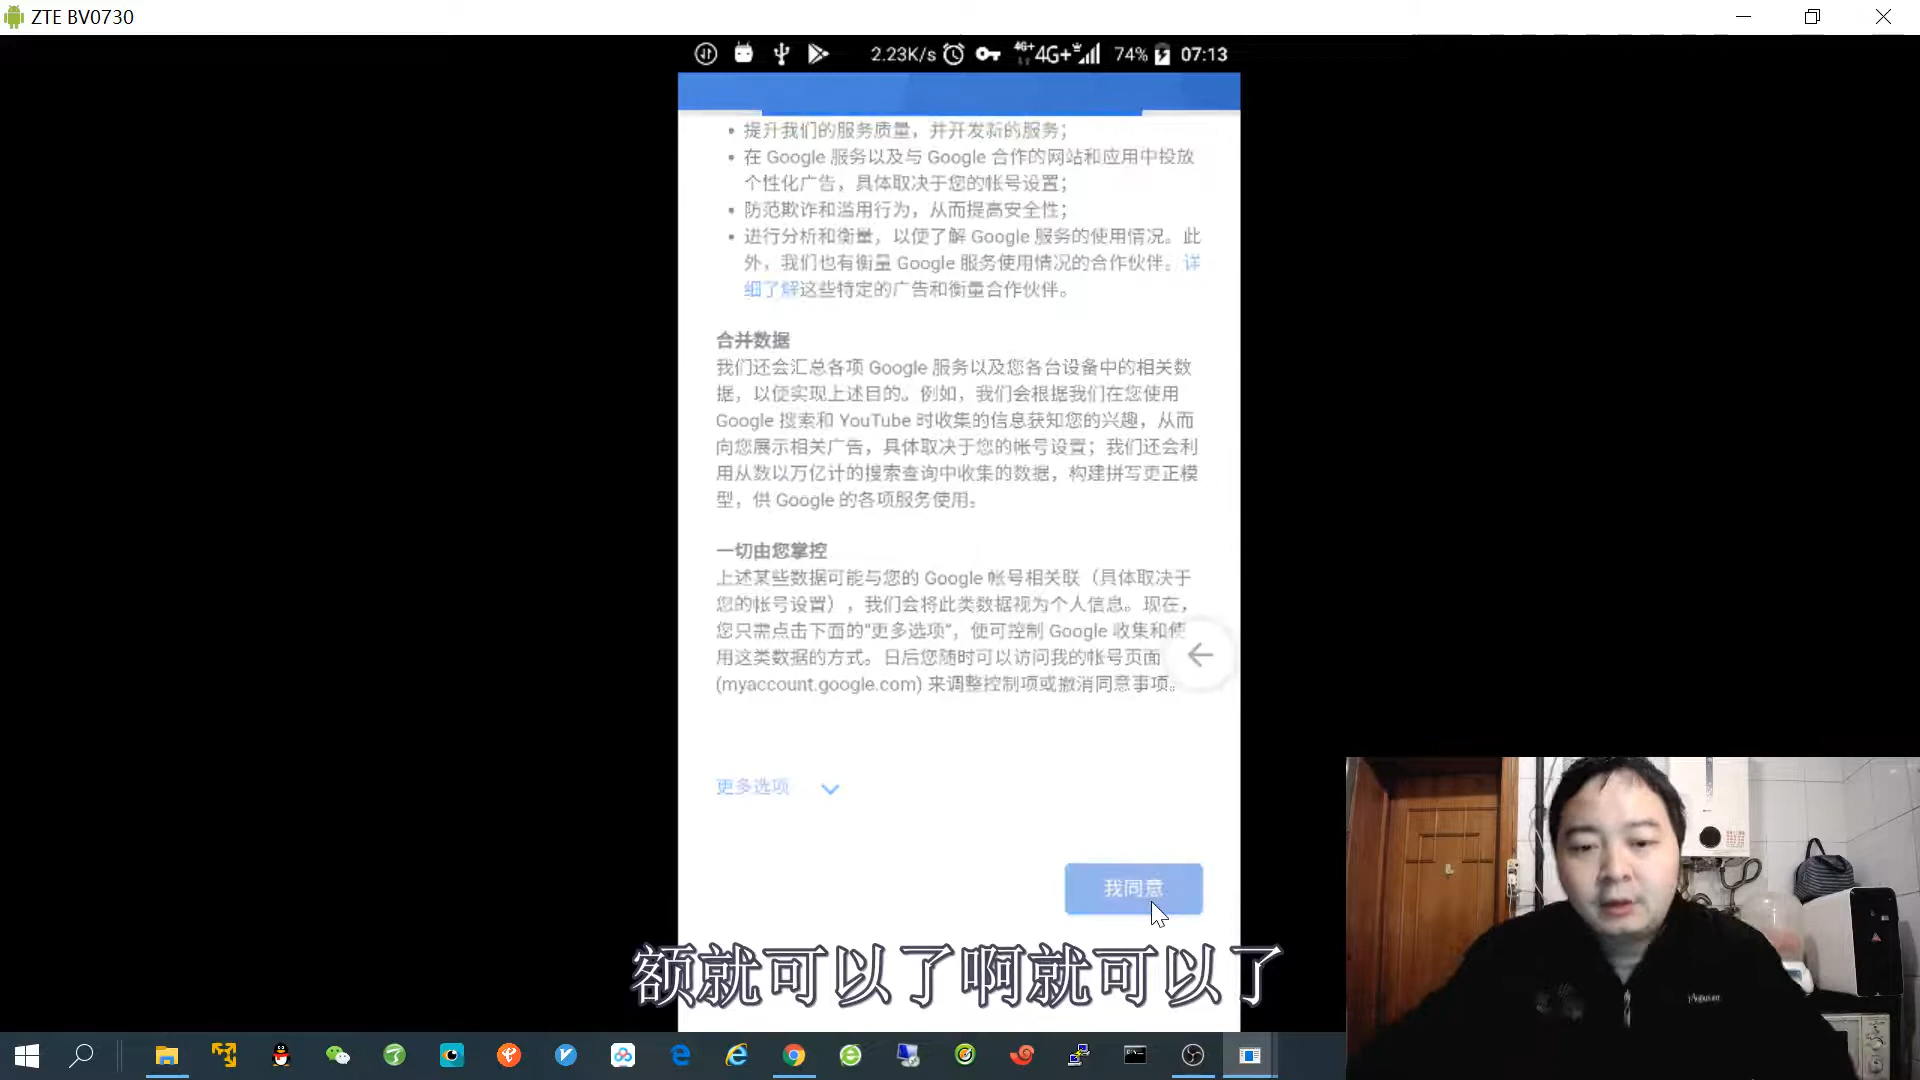 ZTE BV0730
2.23K/s 4G+ 4G+ 74% 07:13
• 提升我们的服务质量，并开发新的服务；
• 在 Google 服务以及与 Google 合作的网站和应用中投放
个性化广告，具体取决于您的帐号设置；
• 防范欺诈和滥用行为，从而提高安全性；
• 进行分析和衡量，以便了解 Google 服务的使用情况。此
外，我们也有衡量 Google 服务使用情况的合作伙伴。详
细了解这些特定的广告和衡量合作伙伴。
合并数据
我们还会汇总各项 Google 服务以及您各台设备中的相关数
据，以便实现上述目的。例如，我们会根据我们在您使用
Google 搜索和 YouTube 时收集的信息获知您的兴趣，从而
向您展示相关广告，具体取决于您的帐号设置；我们还会利
用从数以万亿计的搜索查询中收集的数据，构建拼写更正模
型，供 Google 的各项服务使用。
一切由您掌控
上述某些数据可能与您的 Google 帐号相关联（具体取决于
您的帐号设置），我们会将此类数据视为个人信息。现在，
您只需点击下面的“更多选项”，便可控制 Google 收集和使
用这类数据的方式。日后您随时可以访问我的帐号页面
(myaccount.google.com) 来调整控制项或撤消同意事项。
更多选项
我同意
额就可以了啊就可以了